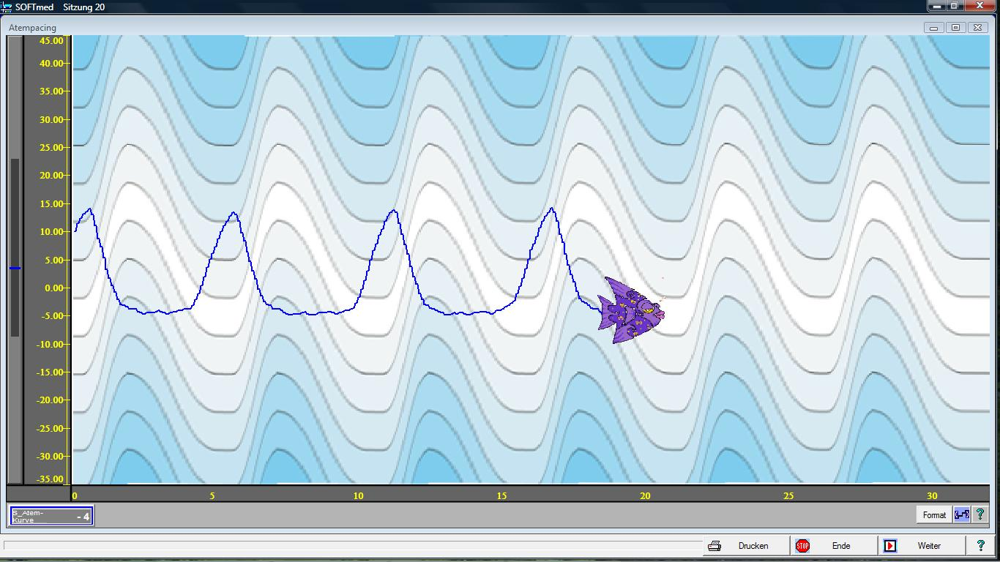 SOFTmed Sitzung 20
Atempacing
45.00
40.00
35.00
30.00
25.00
20.00
15.00
10.00
5.00
0.00
-5.00
-10.00
-15.00
-20.00
-25.00
-30.00
-35.00
0 5 10 15 20 25 30
S_Atem-
Kurve - 4
Format ?
Drucken STOP Ende Weiter ?